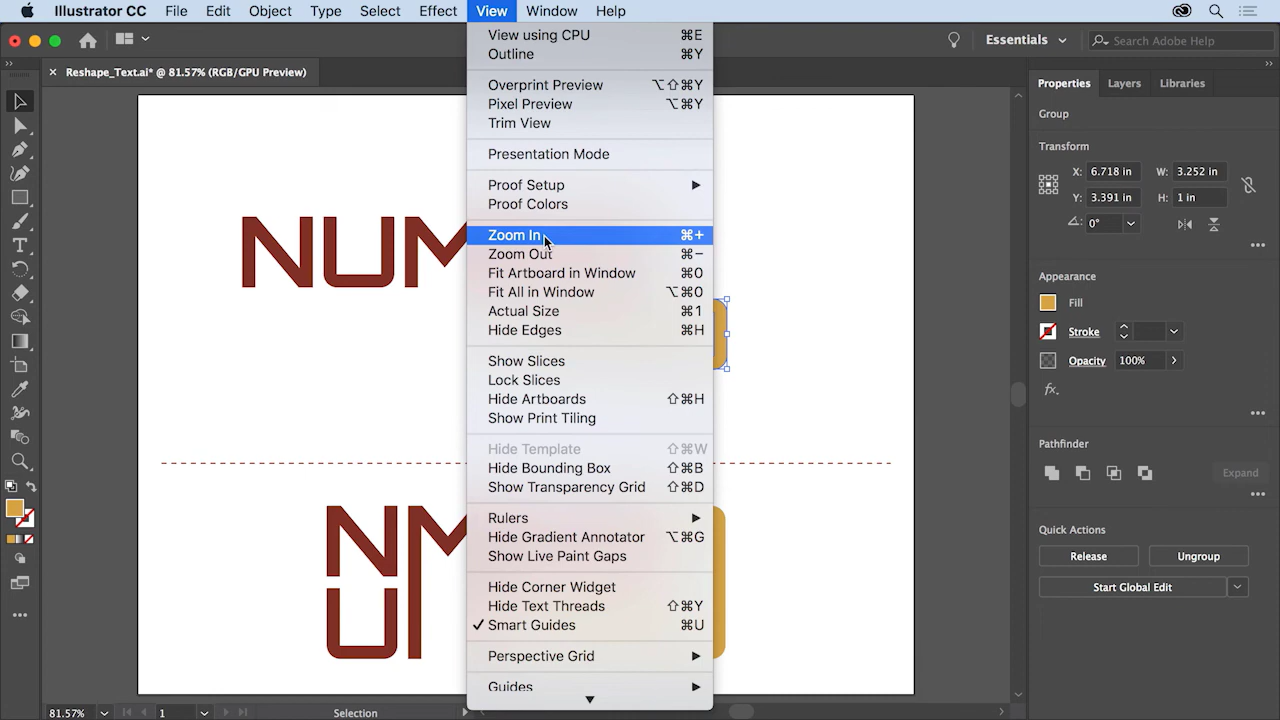 Illustrator CC File Edit Object Type Select Effect View Window Help
Essentials
Search Adobe Help
Reshape_Text.ai* @ 81.57% (RGB/GPU Preview)
View using CPU ⌘E
Outline ⌘Y
Overprint Preview ⌥⇧⌘Y
Pixel Preview ⌥⌘Y
Trim View
Presentation Mode
Proof Setup
Proof Colors
Zoom In ⌘+
Zoom Out ⌘−
Fit Artboard in Window ⌘0
Fit All in Window ⌥⌘0
Actual Size ⌘1
Hide Edges ⌘H
Show Slices
Lock Slices
Hide Artboards ⇧⌘H
Show Print Tiling
Hide Template ⇧⌘W
Hide Bounding Box ⇧⌘B
Show Transparency Grid ⇧⌘D
Rulers
Hide Gradient Annotator ⌥⌘G
Show Live Paint Gaps
Hide Corner Widget
Hide Text Threads ⇧⌘Y
✓ Smart Guides ⌘U
Perspective Grid
Guides
NUM
NM
U
Properties Layers Libraries
Group
Transform
X: 6.718 in W: 3.252 in
Y: 3.391 in H: 1 in
0°
Appearance
Fill
Stroke
Opacity 100%
fx.
Pathfinder
Expand
Quick Actions
Release Ungroup
Start Global Edit
81.57% 1 Selection